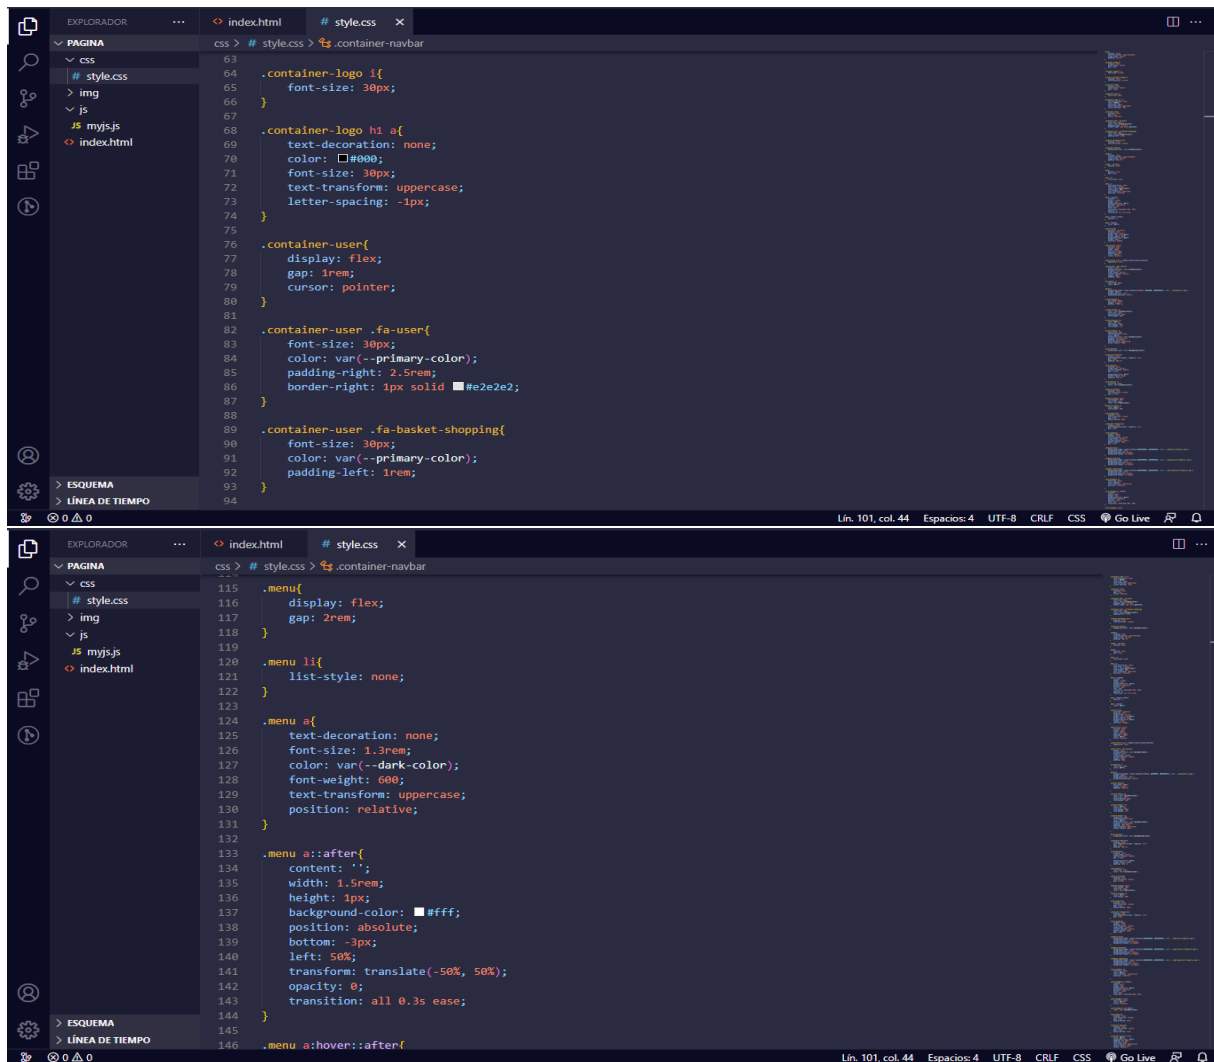 EXPLORADOR ··· index.html # style.css ×
PAGINA css > # style.css > .container-navbar
css
# style.css
img
js
JS myjs.js
index.html
63
64 .container-logo i{
65 font-size: 30px;
66 }
67
68 .container-logo h1 a{
69 text-decoration: none;
70 color: #000;
71 font-size: 30px;
72 text-transform: uppercase;
73 letter-spacing: -1px;
74 }
75
76 .container-user{
77 display: flex;
78 gap: 1rem;
79 cursor: pointer;
80 }
81
82 .container-user .fa-user{
83 font-size: 30px;
84 color: var(--primary-color);
85 padding-right: 2.5rem;
86 border-right: 1px solid #e2e2e2;
87 }
88
89 .container-user .fa-basket-shopping{
90 font-size: 30px;
91 color: var(--primary-color);
92 padding-left: 1rem;
93 }
94
ESQUEMA
LÍNEA DE TIEMPO
0 0 Lín. 101, col. 44 Espacios: 4 UTF-8 CRLF CSS Go Live
EXPLORADOR ··· index.html # style.css ×
PAGINA css > # style.css > .container-navbar
css
# style.css
img
js
JS myjs.js
index.html
115 .menu{
116 display: flex;
117 gap: 2rem;
118 }
119
120 .menu li{
121 list-style: none;
122 }
123
124 .menu a{
125 text-decoration: none;
126 font-size: 1.3rem;
127 color: var(--dark-color);
128 font-weight: 600;
129 text-transform: uppercase;
130 position: relative;
131 }
132
133 .menu a::after{
134 content: '';
135 width: 1.5rem;
136 height: 1px;
137 background-color: #fff;
138 position: absolute;
139 bottom: -3px;
140 left: 50%;
141 transform: translate(-50%, 50%);
142 opacity: 0;
143 transition: all 0.3s ease;
144 }
145
146 .menu a:hover::after{
ESQUEMA
LÍNEA DE TIEMPO
0 0 Lín. 101, col. 44 Espacios: 4 UTF-8 CRLF CSS Go Live